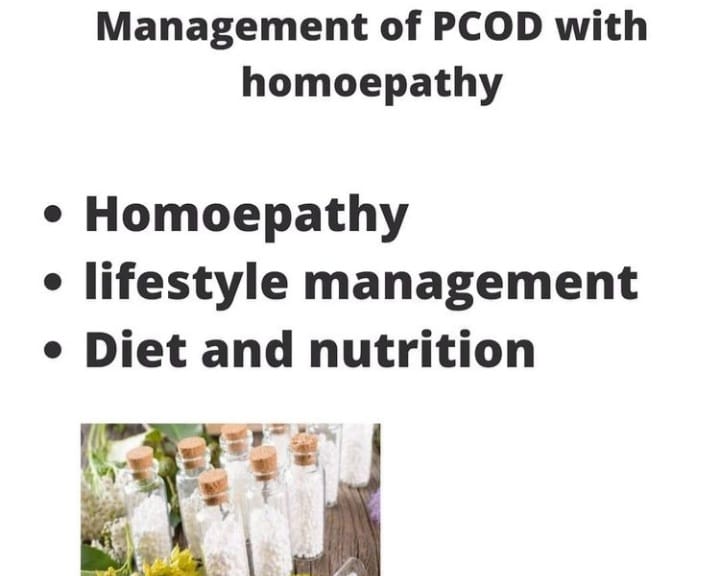 Management of PCOD with
homoepathy
• Homoepathy
• lifestyle management
• Diet and nutrition